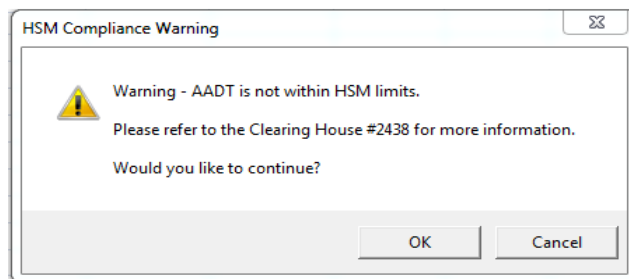 HSM Compliance Warning
Warning - AADT is not within HSM limits.
Please refer to the Clearing House #2438 for more information.
Would you like to continue?
OK Cancel